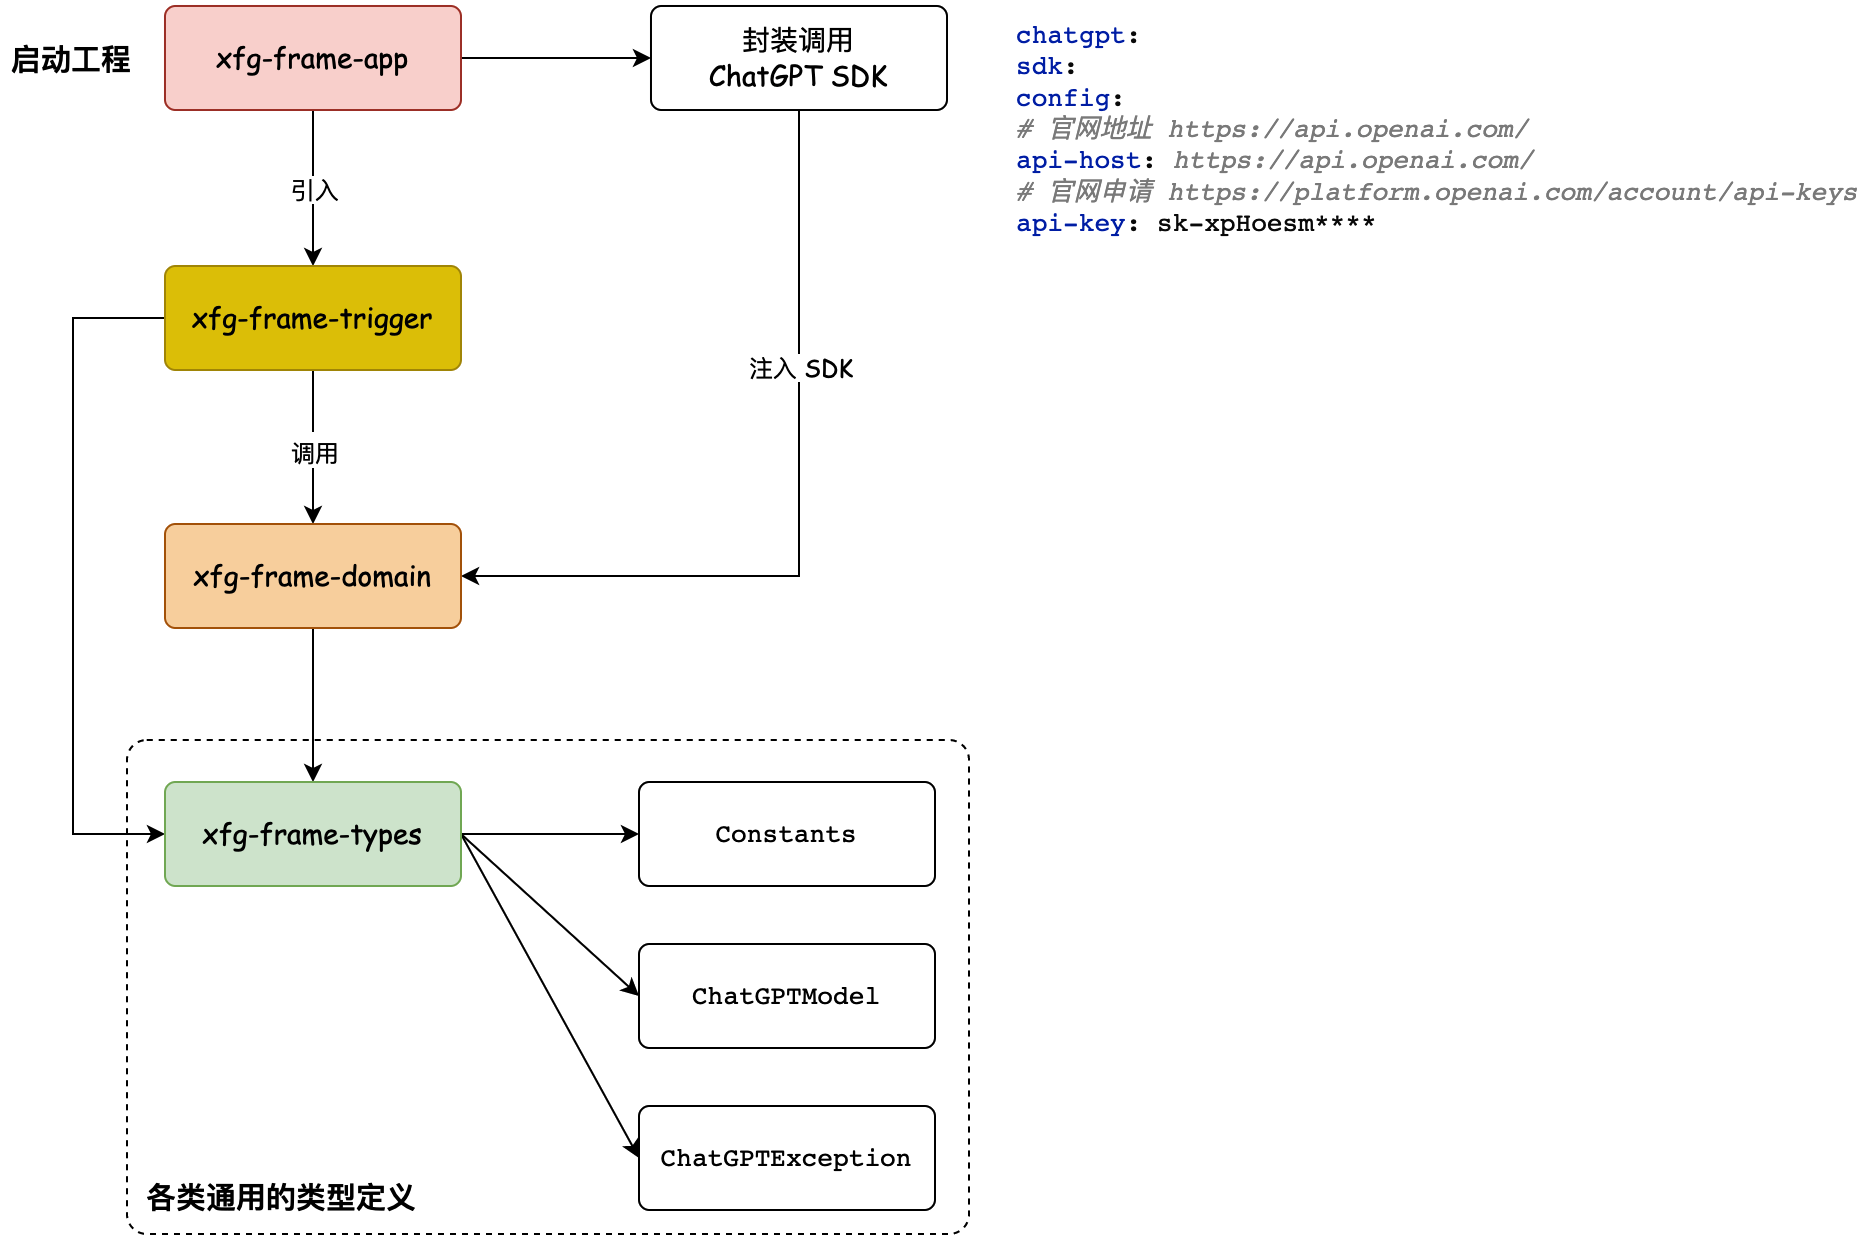 启动工程
xfg-frame-app
封装调用
ChatGPT SDK
chatgpt:
sdk:
config:
# 官网地址 https://api.openai.com/
api-host: https://api.openai.com/
# 官网申请 https://platform.openai.com/account/api-keys
api-key: sk-xpHoesm****
引入
xfg-frame-trigger
注入 SDK
调用
xfg-frame-domain
xfg-frame-types
Constants
ChatGPTModel
ChatGPTException
各类通用的类型定义